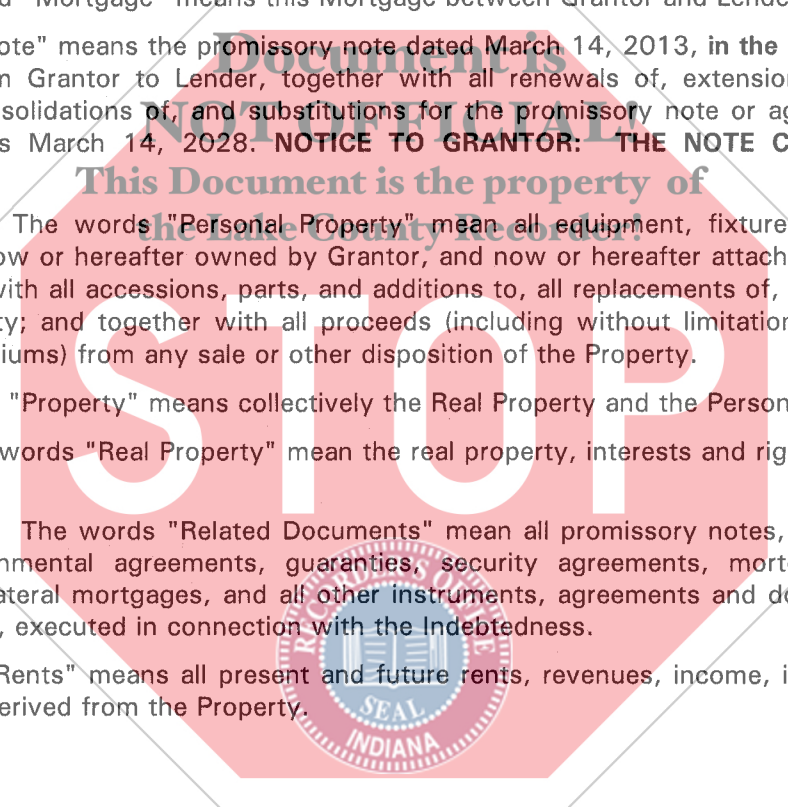 "Mortgage" means this Mortgage between Grantor and Lende
ote" means the promissory note dated March 14, 2013, in the
m Grantor to Lender, together with all renewals of, extension
solidations of, and substitutions for the promissory note or ag
s March 14, 2028. NOTICE TO GRANTOR: THE NOTE C
The words "Personal Property" mean all equipment, fixture
ow or hereafter owned by Grantor, and now or hereafter attach
with all accessions, parts, and additions to, all replacements of,
ty; and together with all proceeds (including without limitation
iums) from any sale or other disposition of the Property.
"Property" means collectively the Real Property and the Person
words "Real Property" mean the real property, interests and rig
The words "Related Documents" mean all promissory notes,
nmental agreements, guaranties, security agreements, mort
ateral mortgages, and all other instruments, agreements and do
, executed in connection with the Indebtedness.
Rents" means all present and future rents, revenues, income, i
erived from the Property.
Document is
NOT OFFICIAL!
This Document is the property of
the Lake County Recorder!
STOP
RECORDER'S OFFICE
SEAL
INDIANA